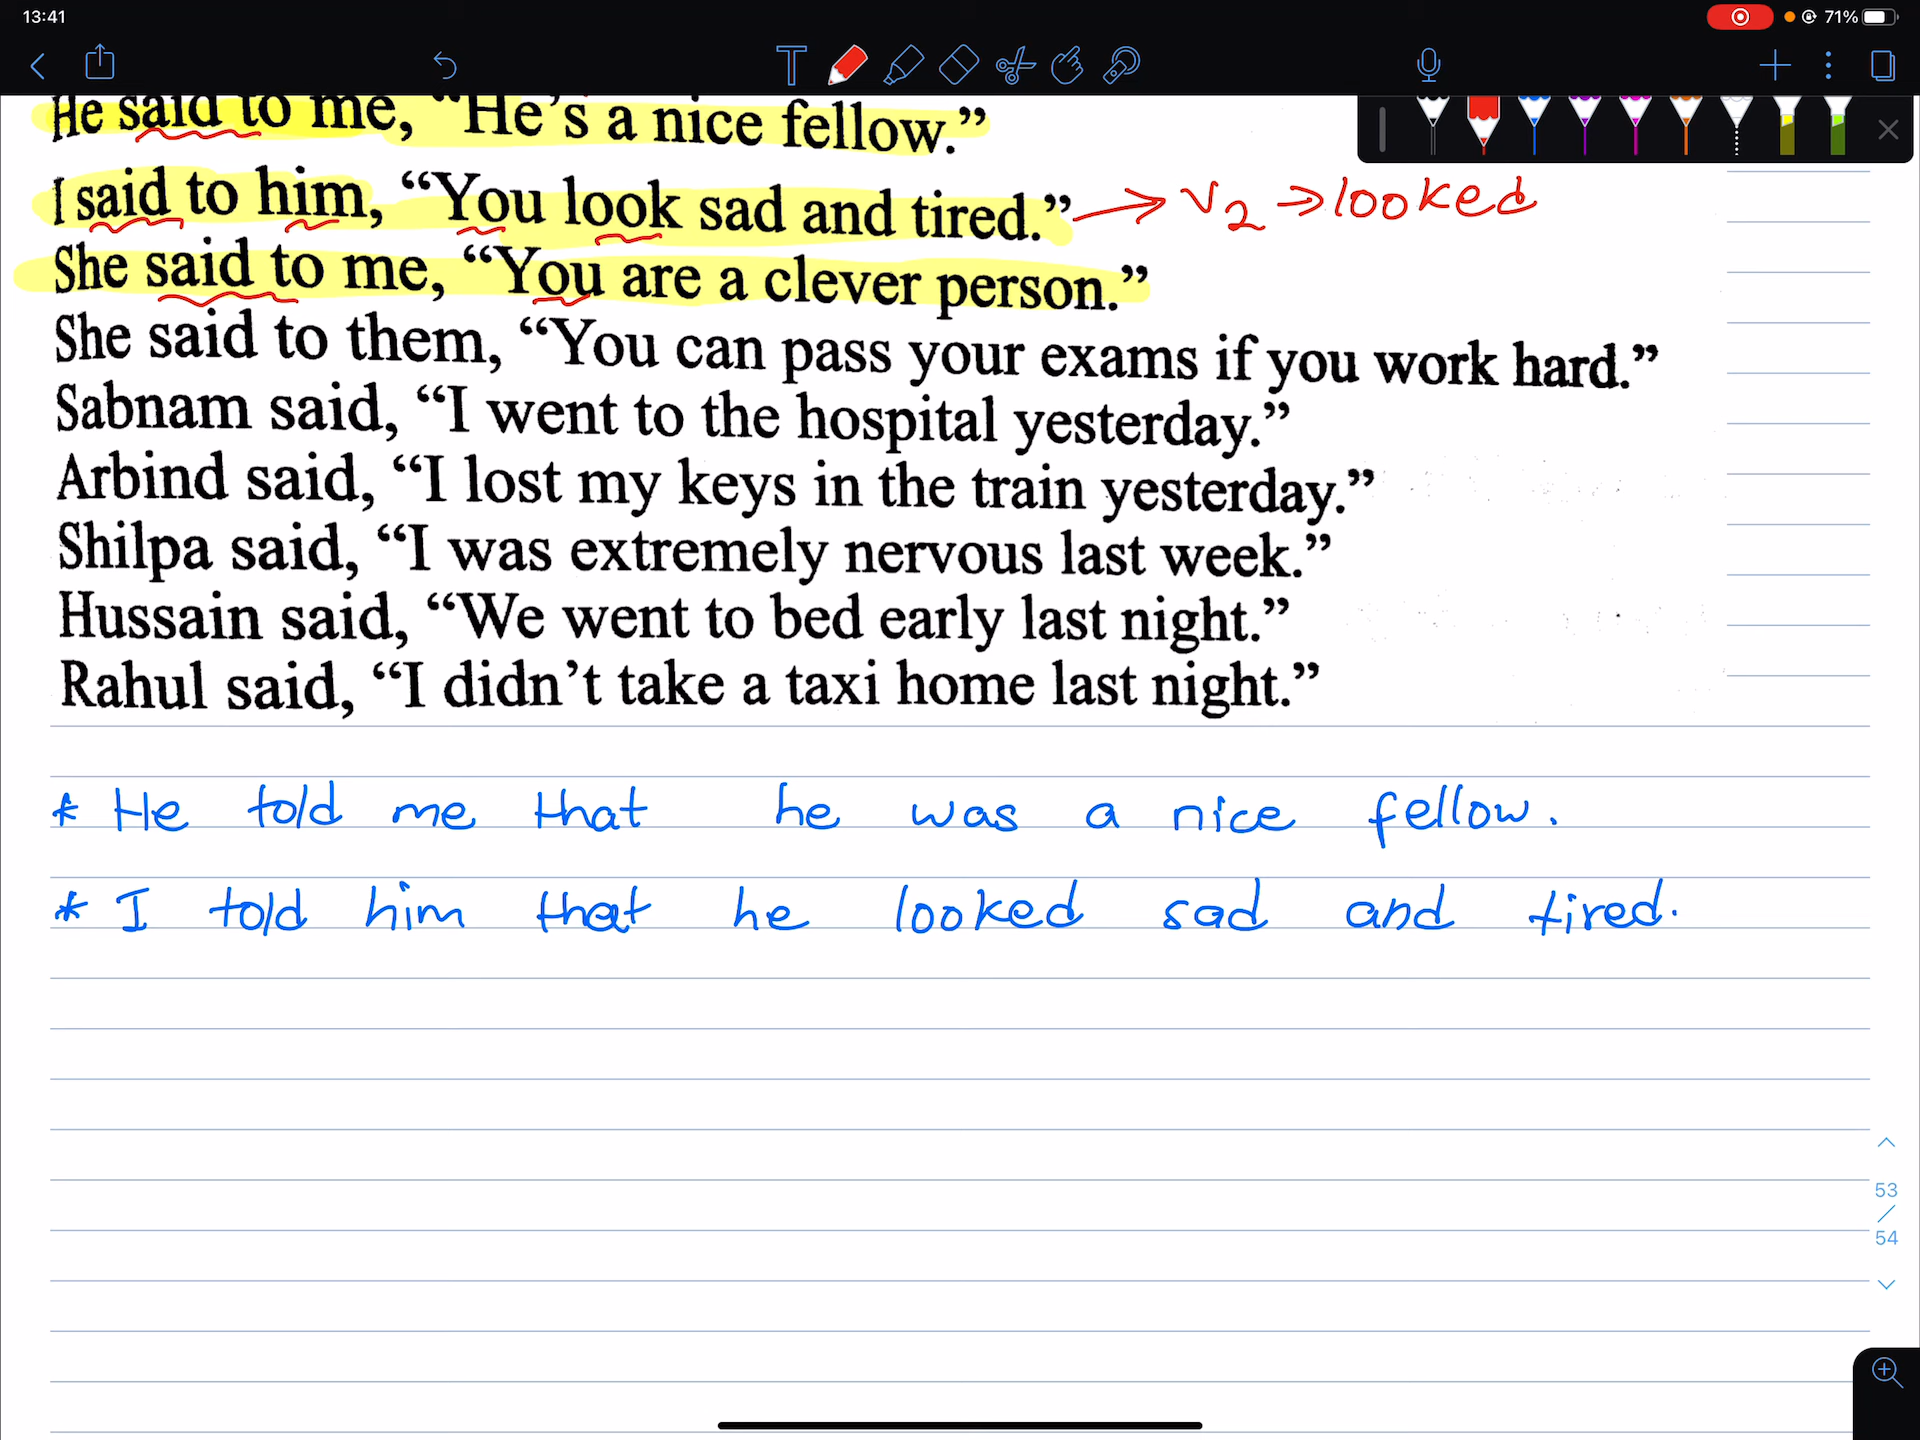 13:41
71%
He said to me, “He’s a nice fellow.”
I said to him, “You look sad and tired.” → V2 → looked
She said to me, “You are a clever person.”
She said to them, “You can pass your exams if you work hard.”
Sabnam said, “I went to the hospital yesterday.”
Arbind said, “I lost my keys in the train yesterday.”
Shilpa said, “I was extremely nervous last week.”
Hussain said, “We went to bed early last night.”
Rahul said, “I didn’t take a taxi home last night.”
* He told me that he was a nice fellow.
* I told him that he looked sad and tired.
53
/
54